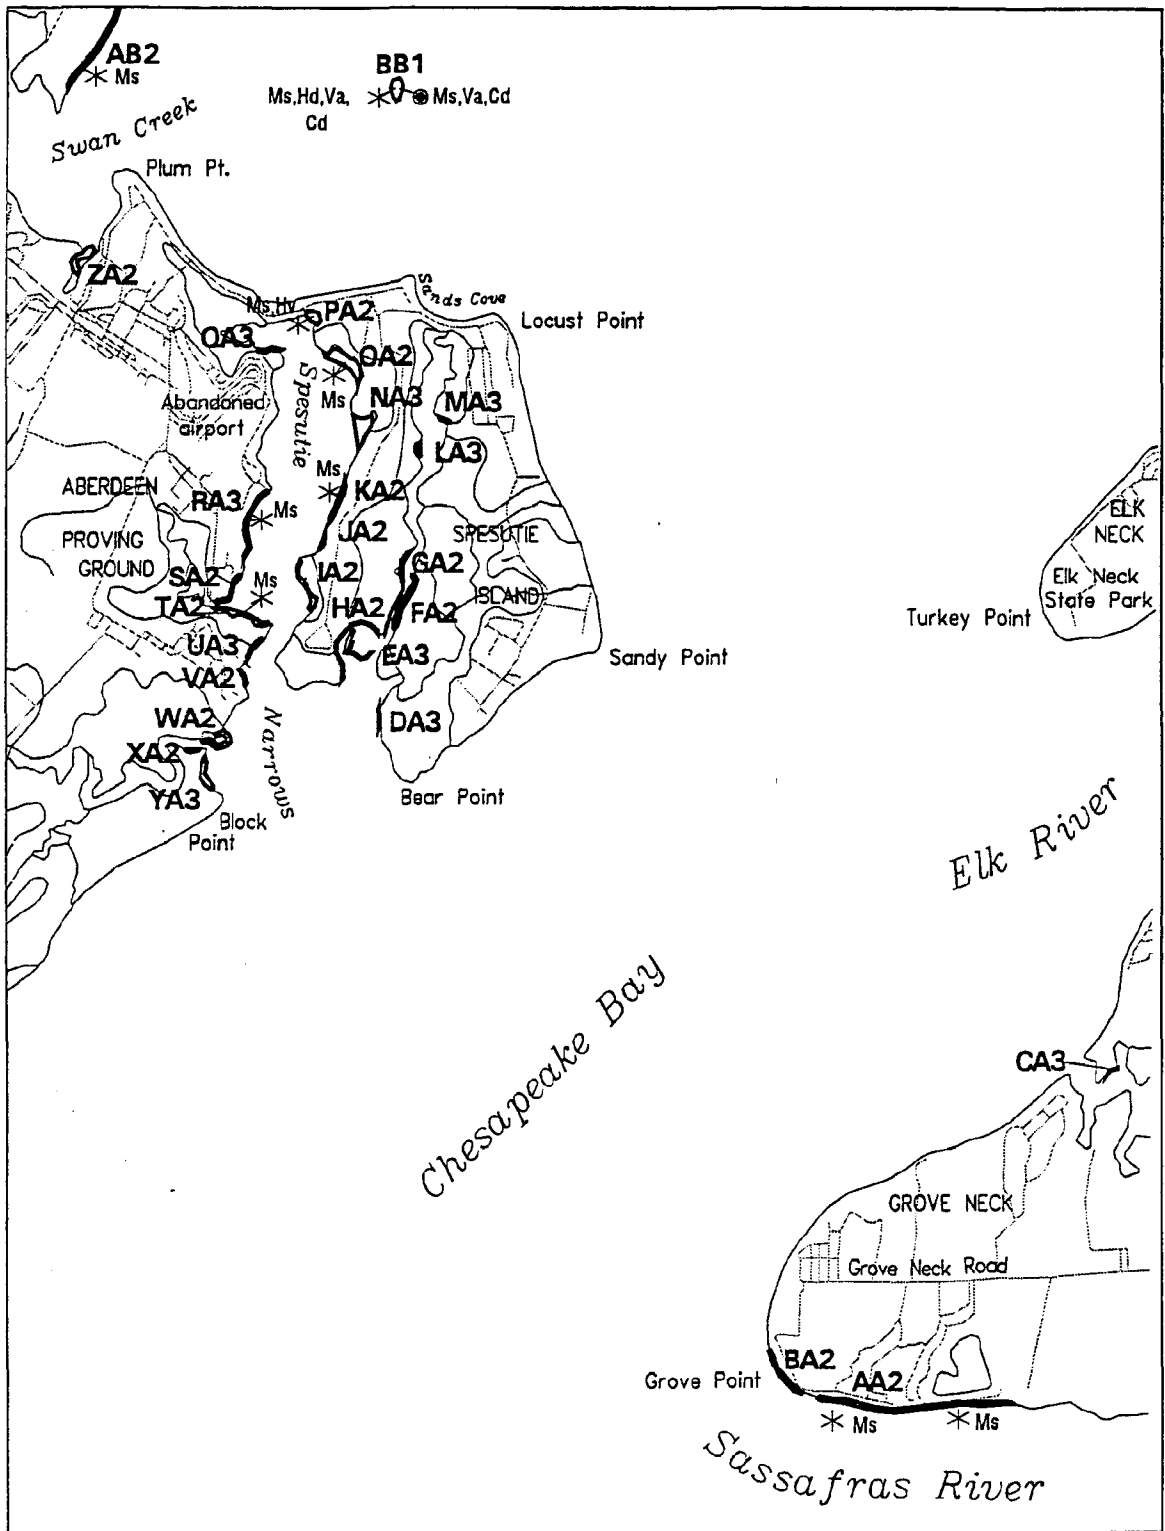 AB2
Ms
BB1
Ms,Hd,Va,
Cd
Ms,Va,Cd
Swan Creek
Plum Pt.
ZA2
Sands Cove
Ms,Hv
PA2
Locust Point
QA3
OA2
Spesutie
Ms
NA3
MA3
Abandoned
airport
LA3
Ms
ABERDEEN
RA3
KA2
Ms
ELK
NECK
PROVING
GROUND
JA2
SPESUTIE
SA2
Ms
IA2
GA2
Elk Neck
State Park
TA2
HA2
FA2
ISLAND
Turkey Point
UA3
EA3
Sandy Point
VA2
WA2
DA3
Narrows
XA2
YA3
Bear Point
Block
Point
Elk River
Chesapeake Bay
CA3
GROVE NECK
Grove Neck Road
BA2
Grove Point
AA2
Ms
Ms
Sassafras River